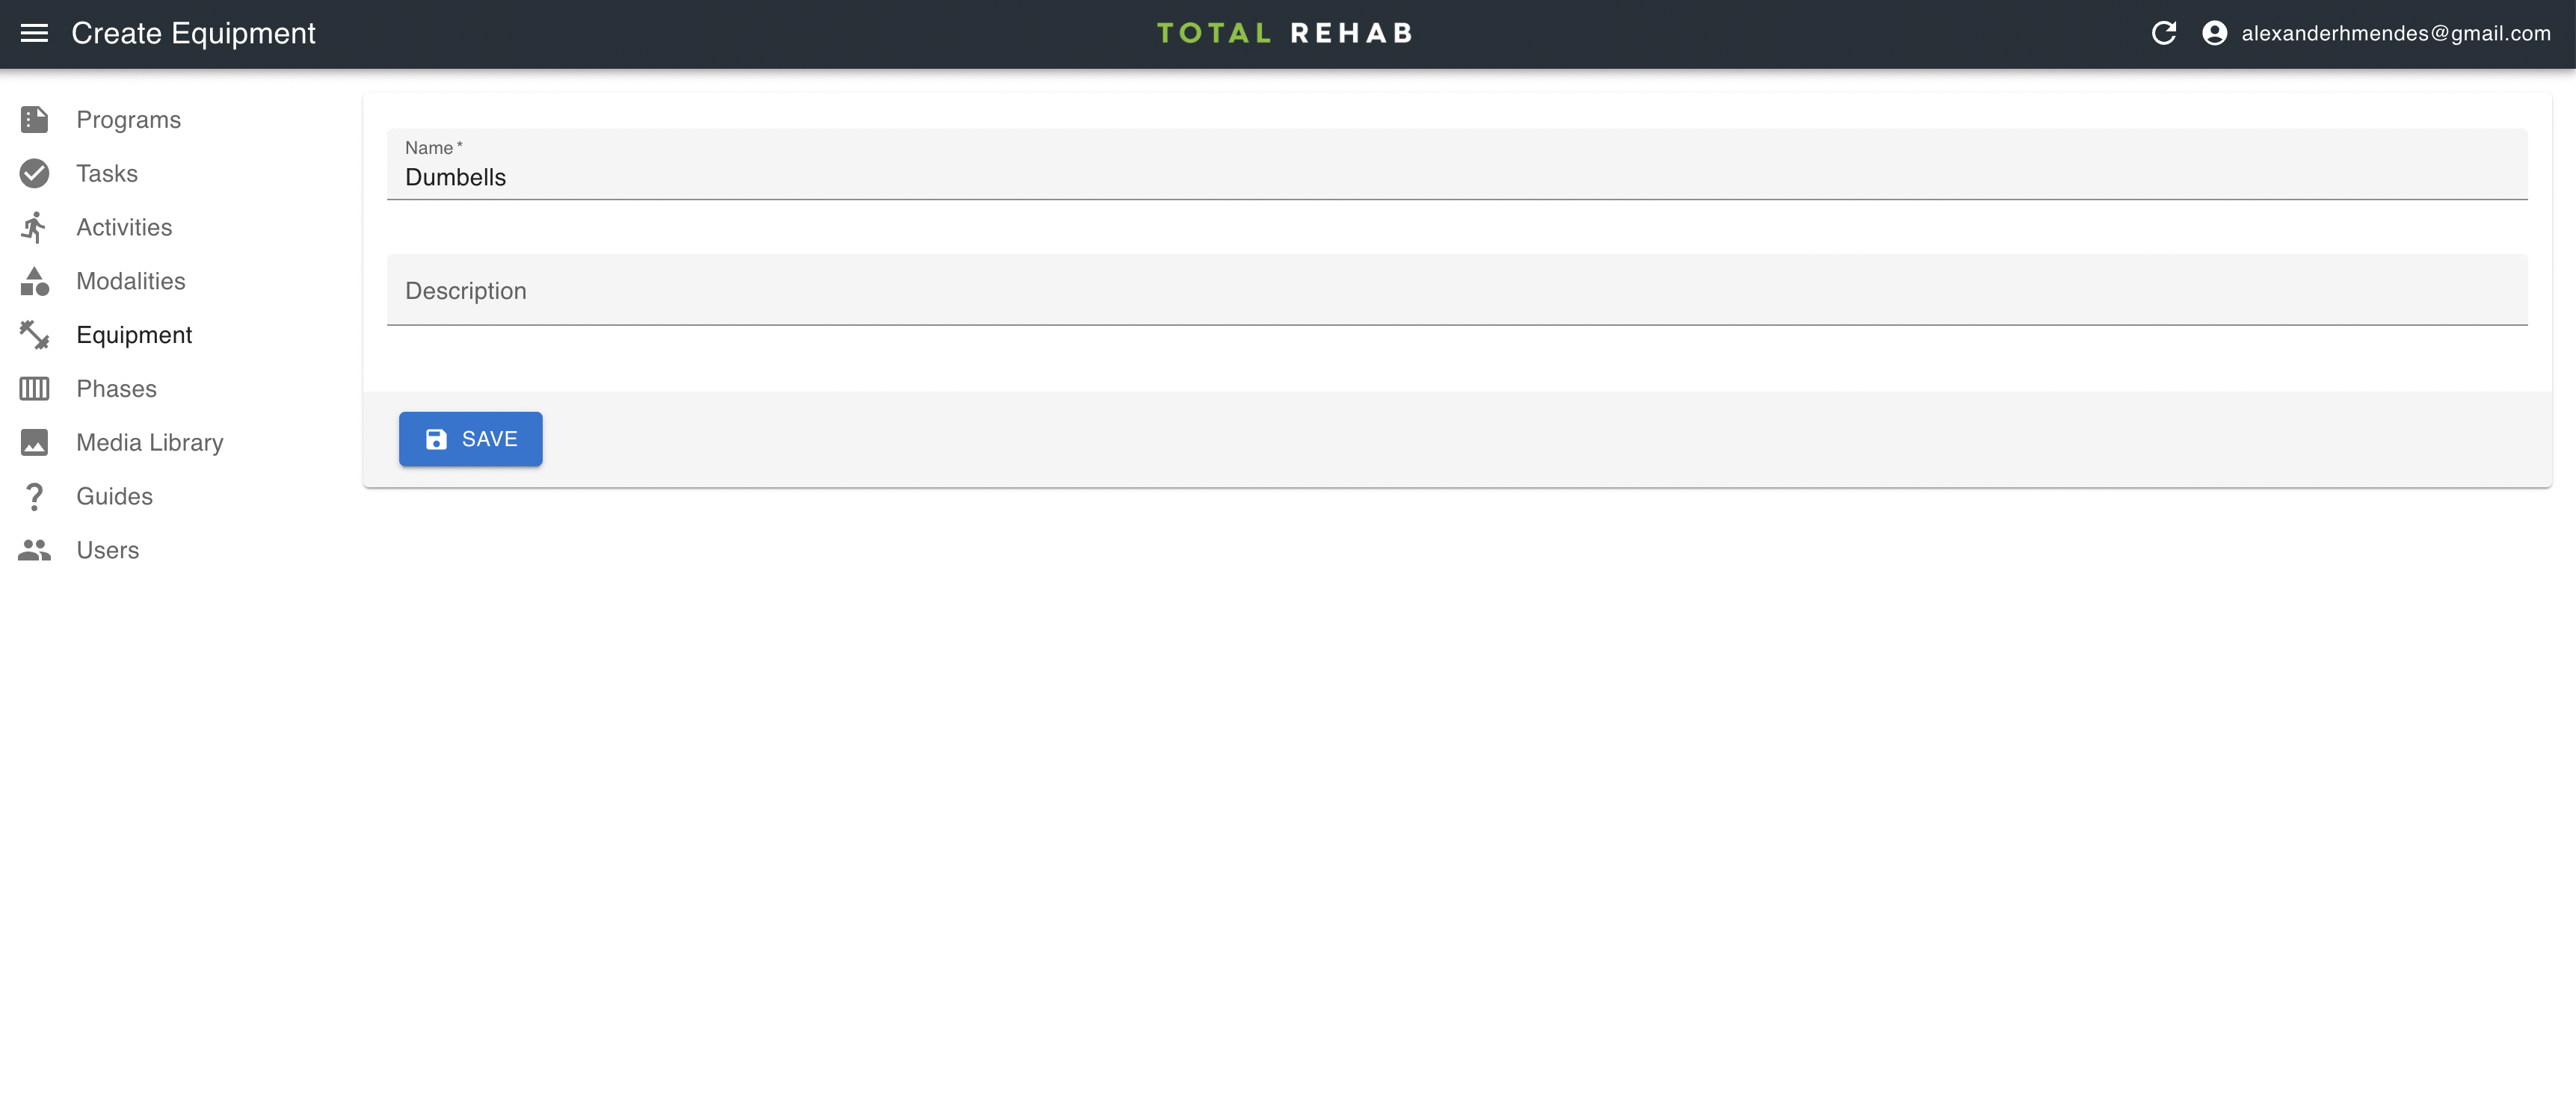 Create Equipment
TOTAL REHAB
alexanderhmendes@gmail.com
Programs
Tasks
Activities
Modalities
Equipment
Phases
Media Library
Guides
Users
Name *
Dumbells
Description
SAVE